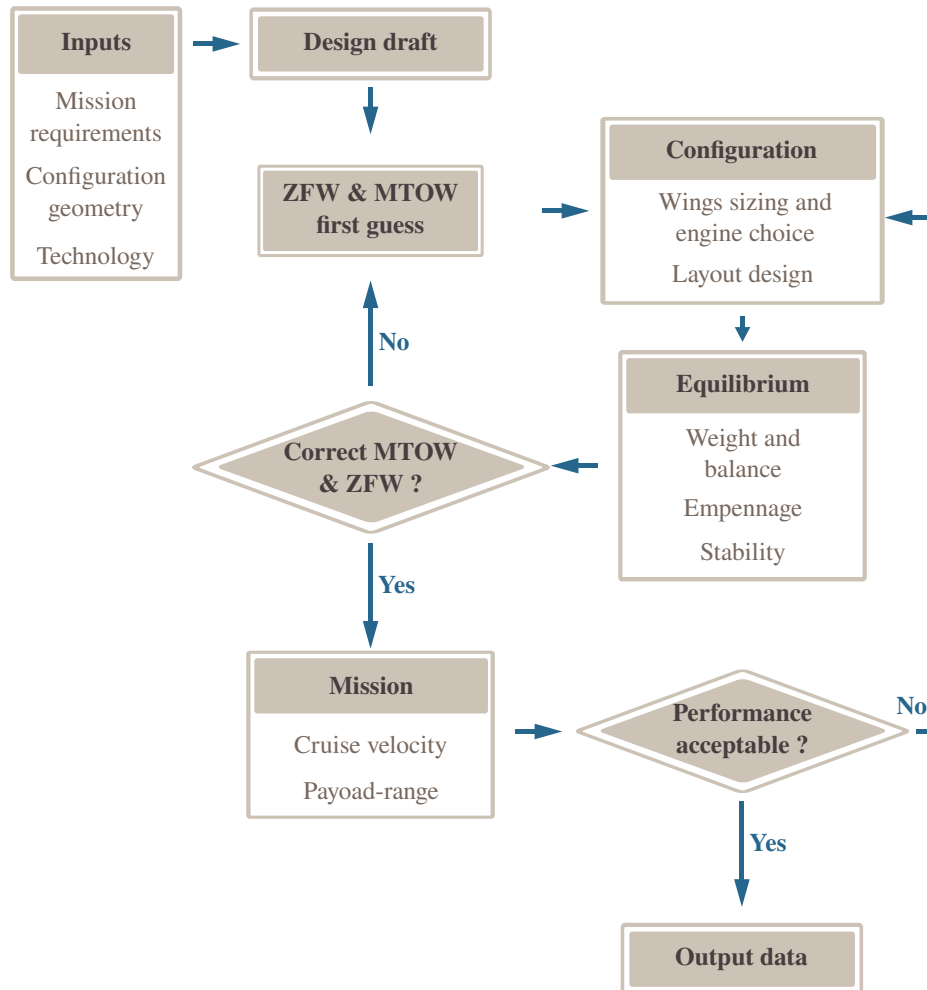 Inputs
Mission
requirements
Configuration
geometry
Technology
Design draft
ZFW & MTOW
first guess
Configuration
Wings sizing and
engine choice
Layout design
No
Equilibrium
Weight and
balance
Empennage
Stability
Correct MTOW
& ZFW ?
Yes
Mission
Cruise velocity
Payoad-range
Performance
acceptable ?
No
Yes
Output data